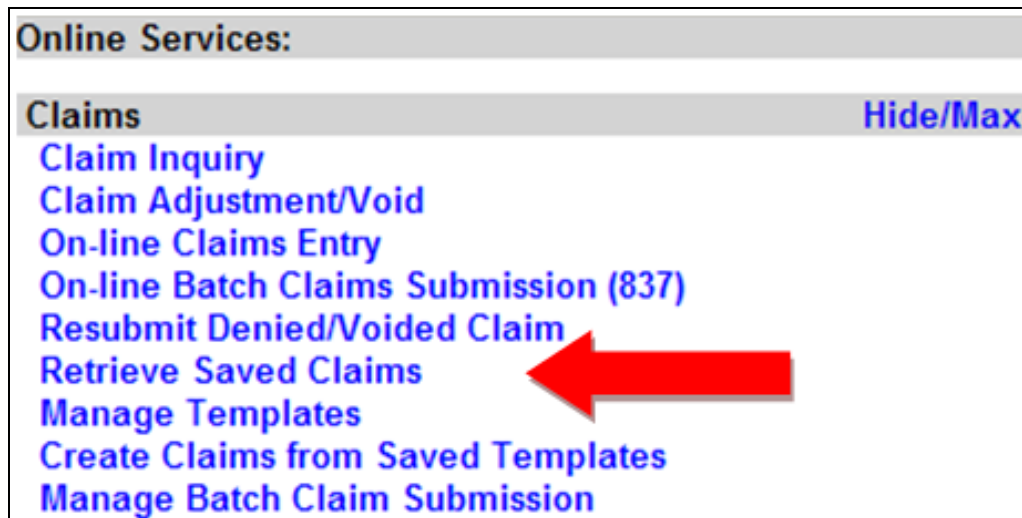 Online Services:
Claims Hide/Max
Claim Inquiry
Claim Adjustment/Void
On-line Claims Entry
On-line Batch Claims Submission (837)
Resubmit Denied/Voided Claim
Retrieve Saved Claims
Manage Templates
Create Claims from Saved Templates
Manage Batch Claim Submission